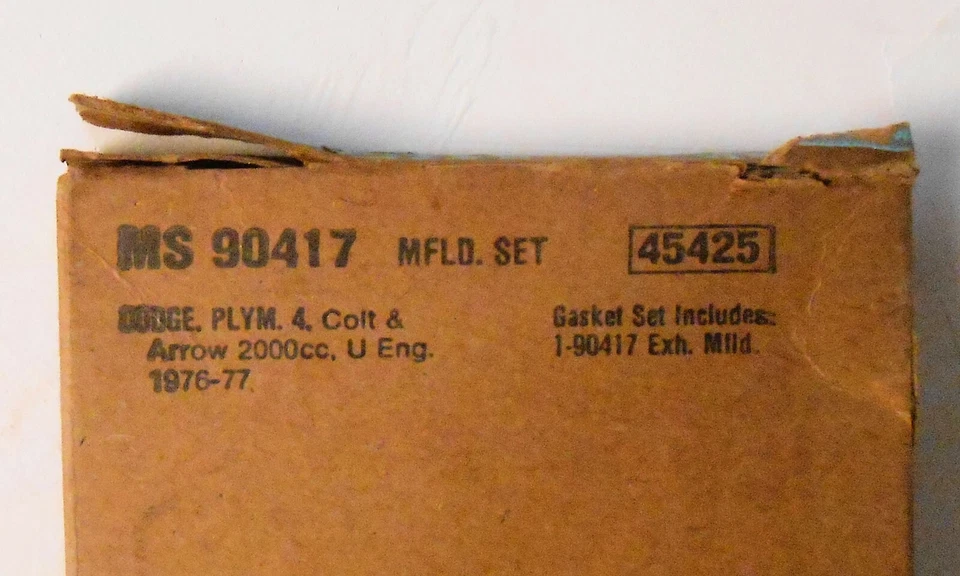 MS 90417 MFLD. SET 45425
DODGE, PLYM. 4, Colt &
Arrow 2000cc, U Eng.
1976-77
Gasket Set Includes:
1-90417 Exh. Mfld.